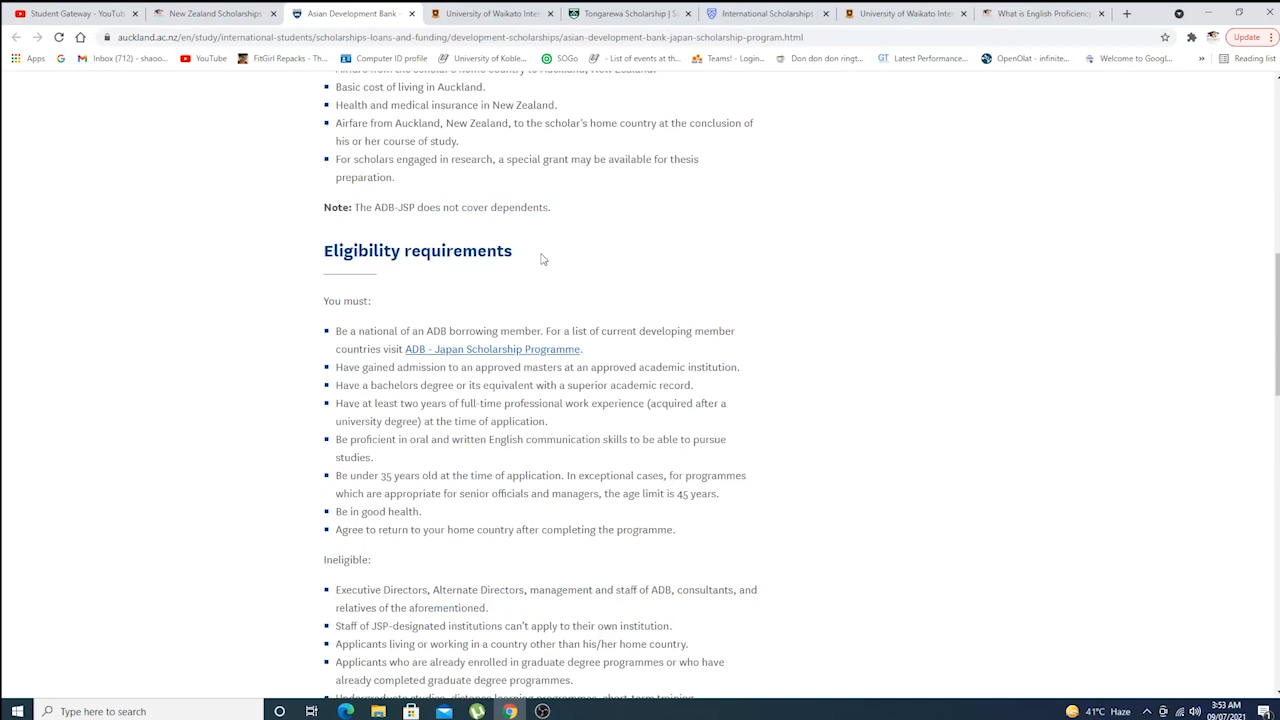 Student Gateway - YouTube
New Zealand Scholarships
Asian Development Bank -
University of Waikato Inte
Tongarewa Scholarship | S
International Scholarships
University of Waikato Inte
What is English Proficienc
auckland.ac.nz/en/study/international-students/scholarships-loans-and-funding/development-scholarships/asian-development-bank-japan-scholarship-program.html
Update
Apps
Inbox (712) - shaoo...
YouTube
FitGirl Repacks - Th...
Computer ID profile
University of Koble...
SOGo
- List of events at th...
Teams! - Login...
Don don don ringt...
GT Latest Performance...
OpenOlat - infinite...
Welcome to Googl...
»
Reading list
Airfare from the scholar's home country to Auckland, New Zealand.
Basic cost of living in Auckland.
Health and medical insurance in New Zealand.
Airfare from Auckland, New Zealand, to the scholar's home country at the conclusion of
his or her course of study.
For scholars engaged in research, a special grant may be available for thesis
preparation.
Note: The ADB-JSP does not cover dependents.
Eligibility requirements
You must:
Be a national of an ADB borrowing member. For a list of current developing member
countries visit ADB - Japan Scholarship Programme.
Have gained admission to an approved masters at an approved academic institution.
Have a bachelors degree or its equivalent with a superior academic record.
Have at least two years of full-time professional work experience (acquired after a
university degree) at the time of application.
Be proficient in oral and written English communication skills to be able to pursue
studies.
Be under 35 years old at the time of application. In exceptional cases, for programmes
which are appropriate for senior officials and managers, the age limit is 45 years.
Be in good health.
Agree to return to your home country after completing the programme.
Ineligible:
Executive Directors, Alternate Directors, management and staff of ADB, consultants, and
relatives of the aforementioned.
Staff of JSP-designated institutions can't apply to their own institution.
Applicants living or working in a country other than his/her home country.
Applicants who are already enrolled in graduate degree programmes or who have
already completed graduate degree programmes.
Undergraduate studies, distance learning programmes, short-term training,
Type here to search
41°C Haze
3:53 AM
09/07/2021